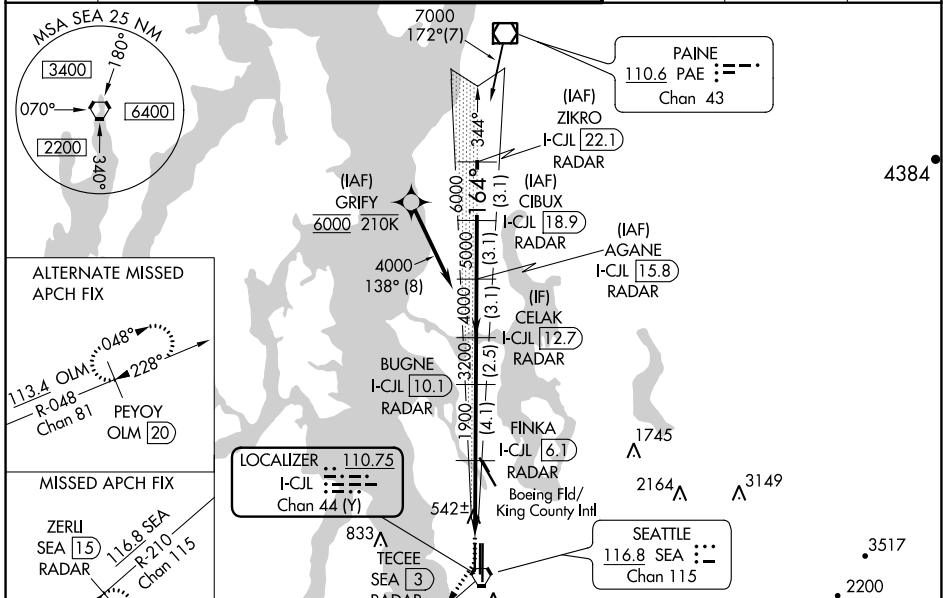 MSA SEA 25 NM
180°
3400
070°
6400
2200
340°
7000
172°(7)
PAINE
110.6 PAE
Chan 43
344°
(IAF)
ZIKRO
I-CJL 22.1
RADAR
4384
164°
6000
(3.1)
(IAF)
GRIFY
6000 210K
(IAF)
CIBUX
I-CJL 18.9
RADAR
5000
(3.1)
(IAF)
AGANE
I-CJL 15.8
RADAR
4000
138° (8)
4000
(3.1)
(IF)
CELAK
I-CJL 12.7
RADAR
3200
(2.5)
BUGNE
I-CJL 10.1
RADAR
1900
(4.1)
FINKA
I-CJL 6.1
RADAR
Boeing Fld/
King County Intl
1745
2164
3149
ALTERNATE MISSED
APCH FIX
048°
228°
113.4 OLM
R-048
Chan 81
PEYOY
OLM 20
LOCALIZER 110.75
I-CJL
Chan 44 (Y)
542±
MISSED APCH FIX
ZERLI
SEA 15
RADAR
116.8 SEA
R-210
Chan 115
833
TECEE
SEA 3
RADAR
SEATTLE
116.8 SEA
Chan 115
3517
2200